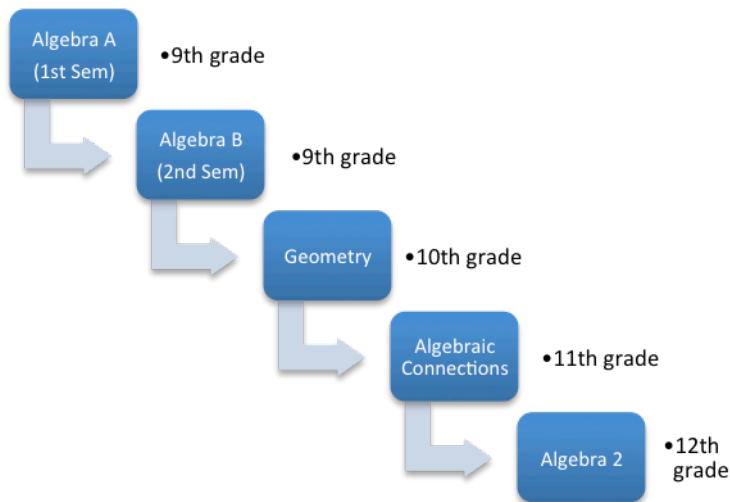 Algebra A
(1st Sem)
•9th grade
Algebra B
(2nd Sem)
•9th grade
Geometry
•10th grade
Algebraic
Connections
•11th grade
Algebra 2
•12th
grade